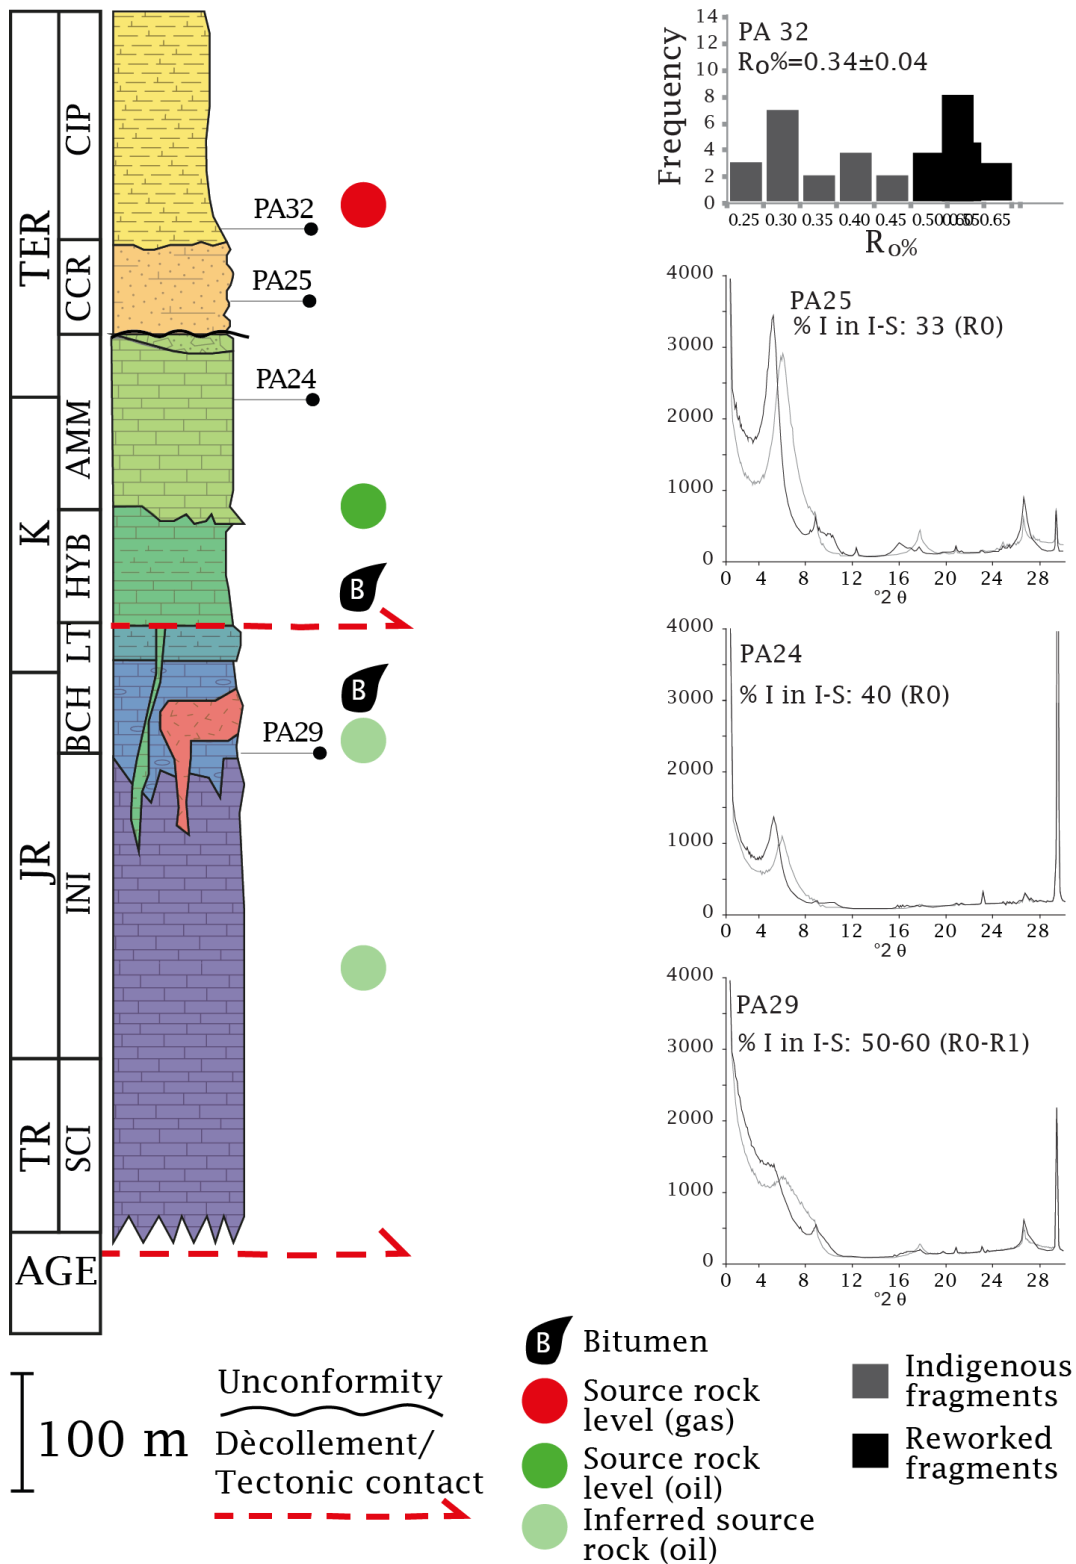 TER
K
JR
TR
AGE
CIP
CCR
AMM
HYB
LT
BCH
INI
SCI
PA32
PA25
PA24
PA29
B
B
PA 32
Ro%=0.34±0.04
Frequency
14
12
10
8
6
4
2
0
0.25 0.30 0.35 0.40 0.45 0.50 0.60 0.65
Ro%
PA25
% I in I-S: 33 (R0)
4000
3000
2000
1000
0
0 4 8 12 16 20 24 28
°2 θ
PA24
% I in I-S: 40 (R0)
4000
3000
2000
1000
0
0 4 8 12 16 20 24 28
°2 θ
PA29
% I in I-S: 50-60 (R0-R1)
4000
3000
2000
1000
0
0 4 8 12 16 20 24 28
°2 θ
100 m
Unconformity
Dècollement/
Tectonic contact
B
Bitumen
Source rock
level (gas)
Source rock
level (oil)
Inferred source
rock (oil)
Indigenous
fragments
Reworked
fragments